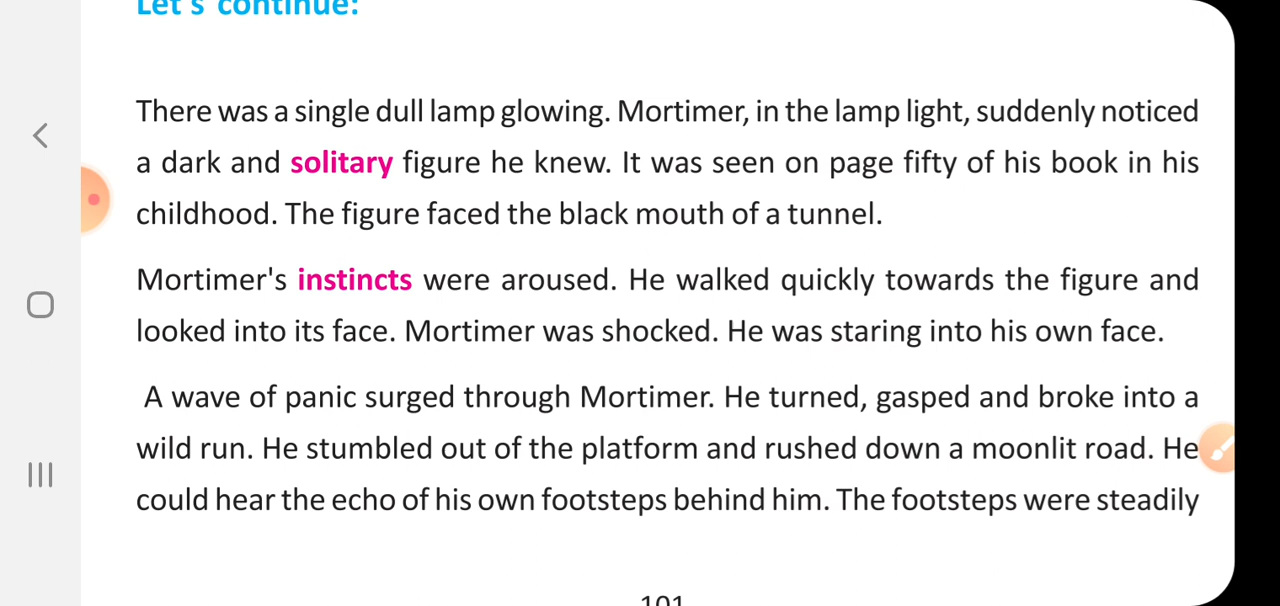 Let's continue:
There was a single dull lamp glowing. Mortimer, in the lamp light, suddenly noticed
a dark and solitary figure he knew. It was seen on page fifty of his book in his
childhood. The figure faced the black mouth of a tunnel.
Mortimer's instincts were aroused. He walked quickly towards the figure and
looked into its face. Mortimer was shocked. He was staring into his own face.
A wave of panic surged through Mortimer. He turned, gasped and broke into a
wild run. He stumbled out of the platform and rushed down a moonlit road. He
could hear the echo of his own footsteps behind him. The footsteps were steadily
101